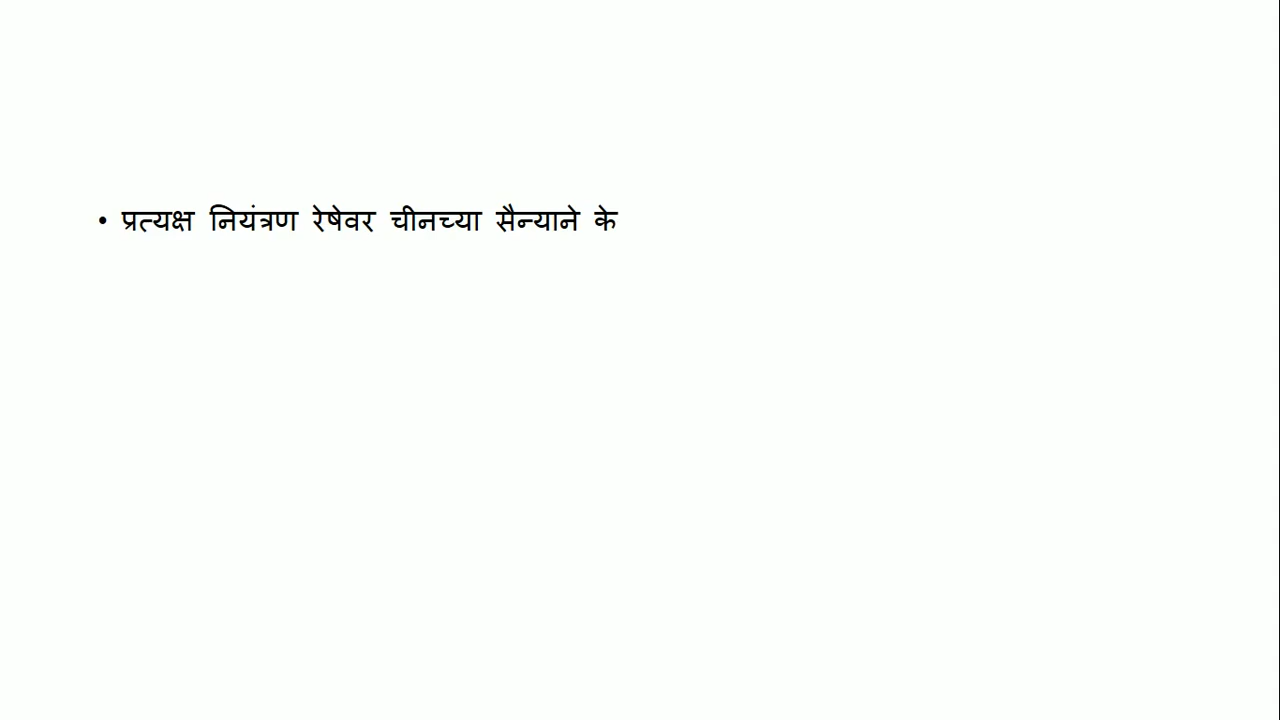 • प्रत्यक्ष नियंत्रण रेषेवर चीनच्या सैन्याने के